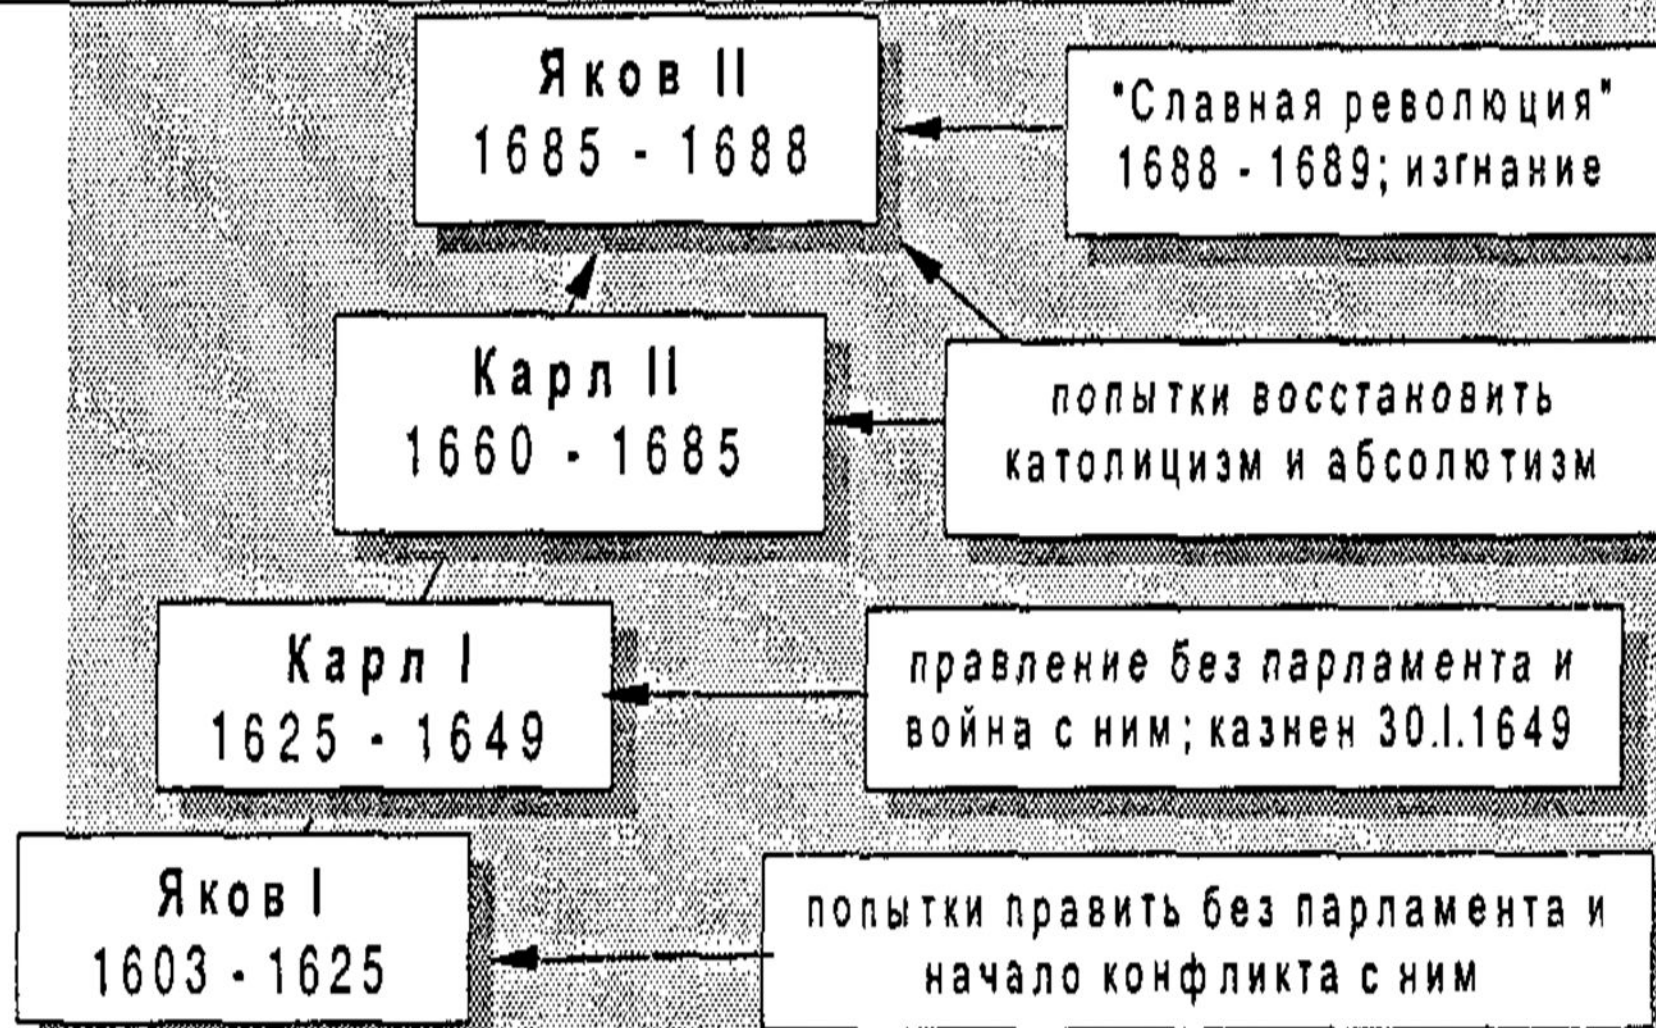 Яков II
1685 - 1688
"Славная революция"
1688 - 1689; изгнание
Карл II
1660 - 1685
попытки восстановить
католицизм и абсолютизм
Карл I
1625 - 1649
правление без парламента и
война с ним; казнен 30.I.1649
Яков I
1603 - 1625
попытки править без парламента и
начало конфликта с ним